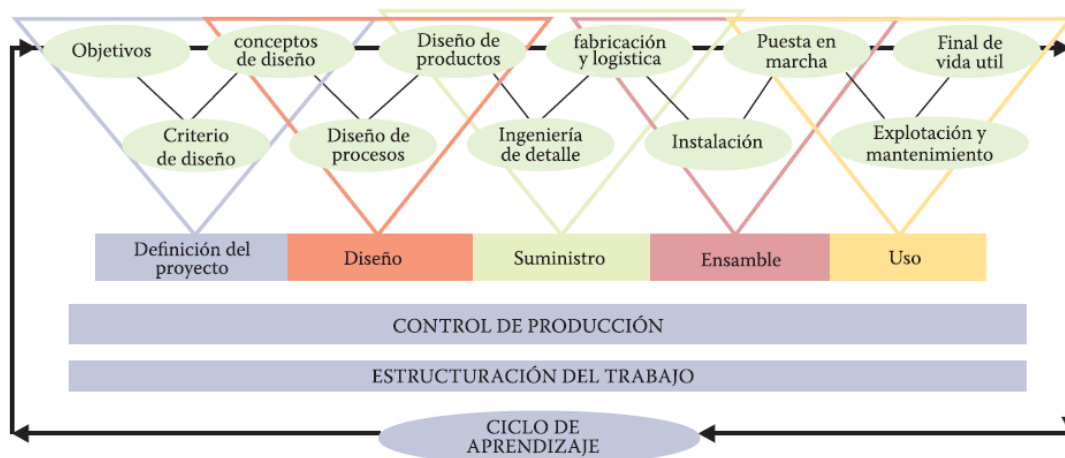 Objetivos
conceptos
de diseño
Diseño de
productos
fabricación
y logistica
Puesta en
marcha
Final de
vida util
Criterio
de diseño
Diseño de
procesos
Ingeniería
de detalle
Instalación
Explotación y
mantenimiento
Definición del
proyecto
Diseño
Suministro
Ensamble
Uso
CONTROL DE PRODUCCIÓN
ESTRUCTURACIÓN DEL TRABAJO
CICLO DE
APRENDIZAJE